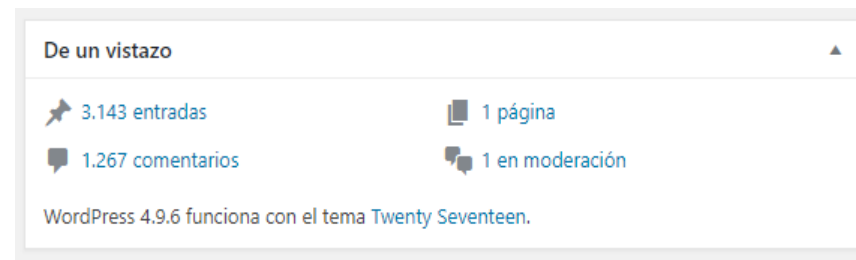 De un vistazo
3.143 entradas
1 página
1.267 comentarios
1 en moderación
WordPress 4.9.6 funciona con el tema Twenty Seventeen.